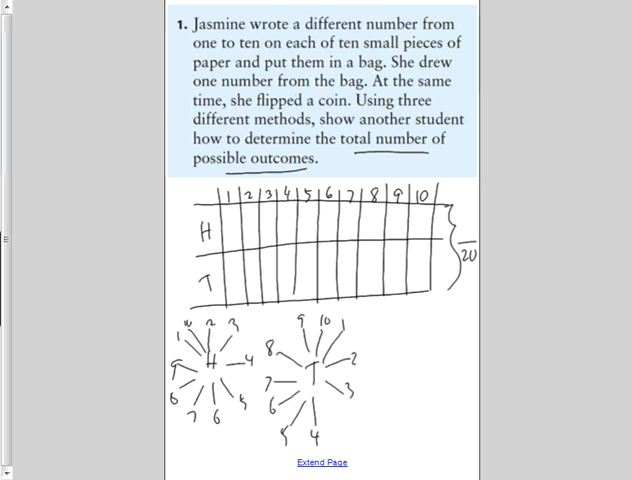 1. Jasmine wrote a different number from
one to ten on each of ten small pieces of
paper and put them in a bag. She drew
one number from the bag. At the same
time, she flipped a coin. Using three
different methods, show another student
how to determine the total number of
possible outcomes.
1 2 3 4 5 6 7 8 9 10
H
20
T
10 2 3
1
9 H 4
8 5
7 6
9 10 1
8 2
7 T 3
6
5 4
Extend Page